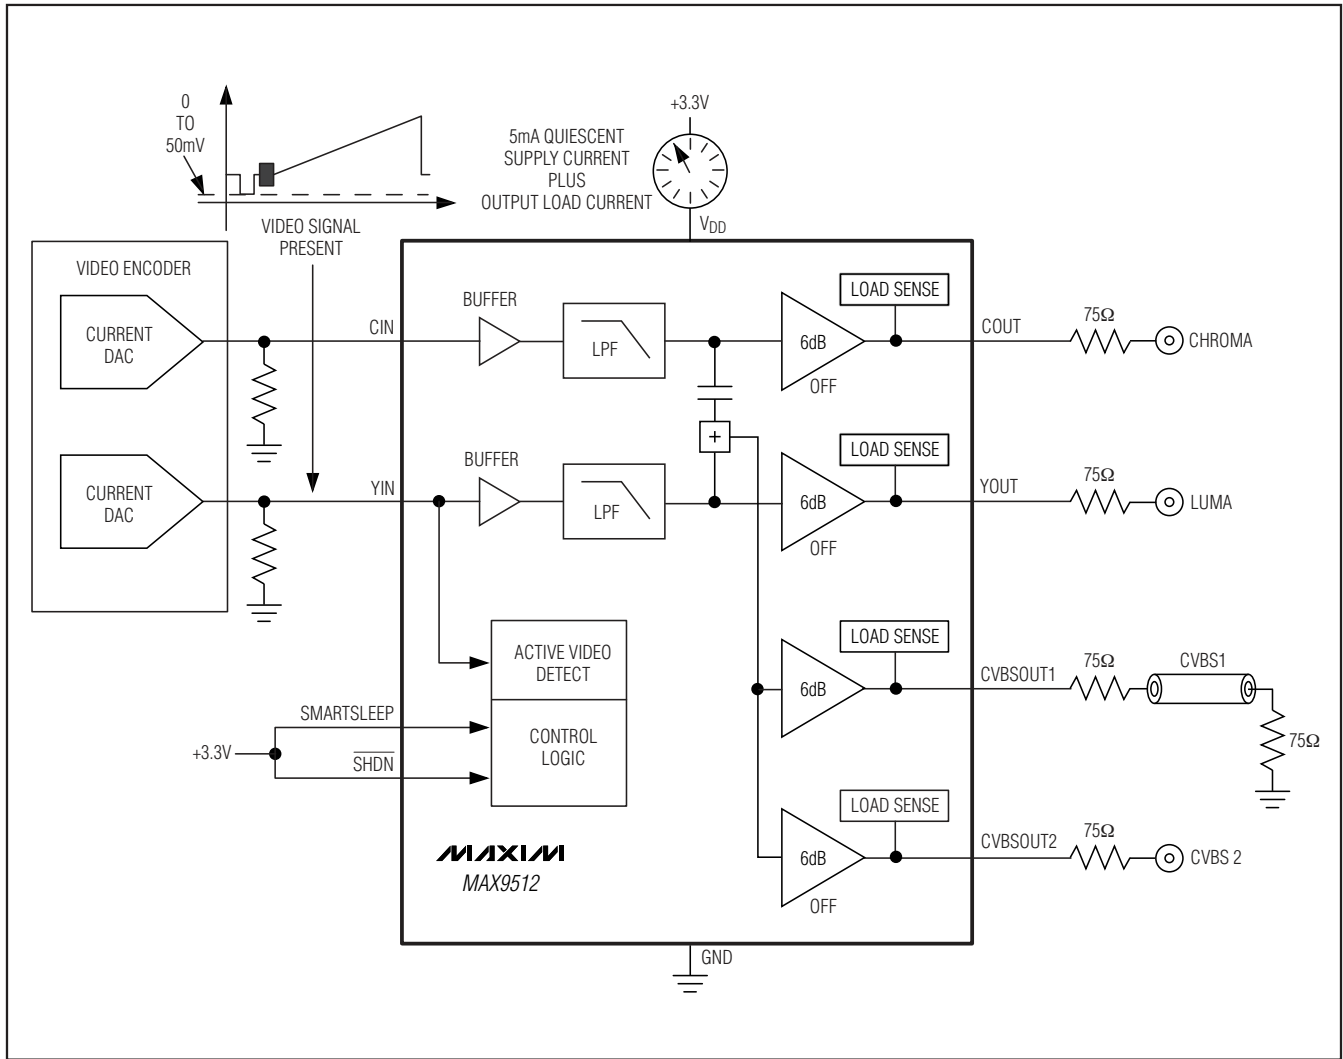 0
TO
50mV
5mA QUIESCENT
SUPPLY CURRENT
PLUS
OUTPUT LOAD CURRENT
+3.3V
VDD
VIDEO SIGNAL
PRESENT
VIDEO ENCODER
CURRENT
DAC
CIN
BUFFER
LPF
6dB
OFF
LOAD SENSE
COUT
75Ω
CHROMA
+
CURRENT
DAC
YIN
BUFFER
LPF
6dB
OFF
LOAD SENSE
YOUT
75Ω
LUMA
ACTIVE VIDEO
DETECT
CONTROL
LOGIC
SMARTSLEEP
+3.3V
SHDN
6dB
LOAD SENSE
CVBSOUT1
75Ω
CVBS1
75Ω
6dB
OFF
LOAD SENSE
CVBSOUT2
75Ω
CVBS 2
MAXIM
MAX9512
GND